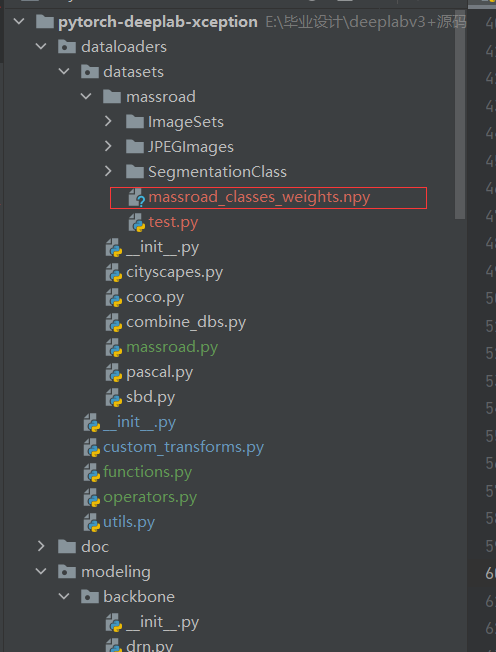 pytorch-deeplab-xception E:\毕业设计\deeplabv3+源码
dataloaders
datasets
massroad
ImageSets
JPEGImages
SegmentationClass
massroad_classes_weights.npy
test.py
__init__.py
cityscapes.py
coco.py
combine_dbs.py
massroad.py
pascal.py
sbd.py
__init__.py
custom_transforms.py
functions.py
operators.py
utils.py
doc
modeling
backbone
__init__.py
drn.py